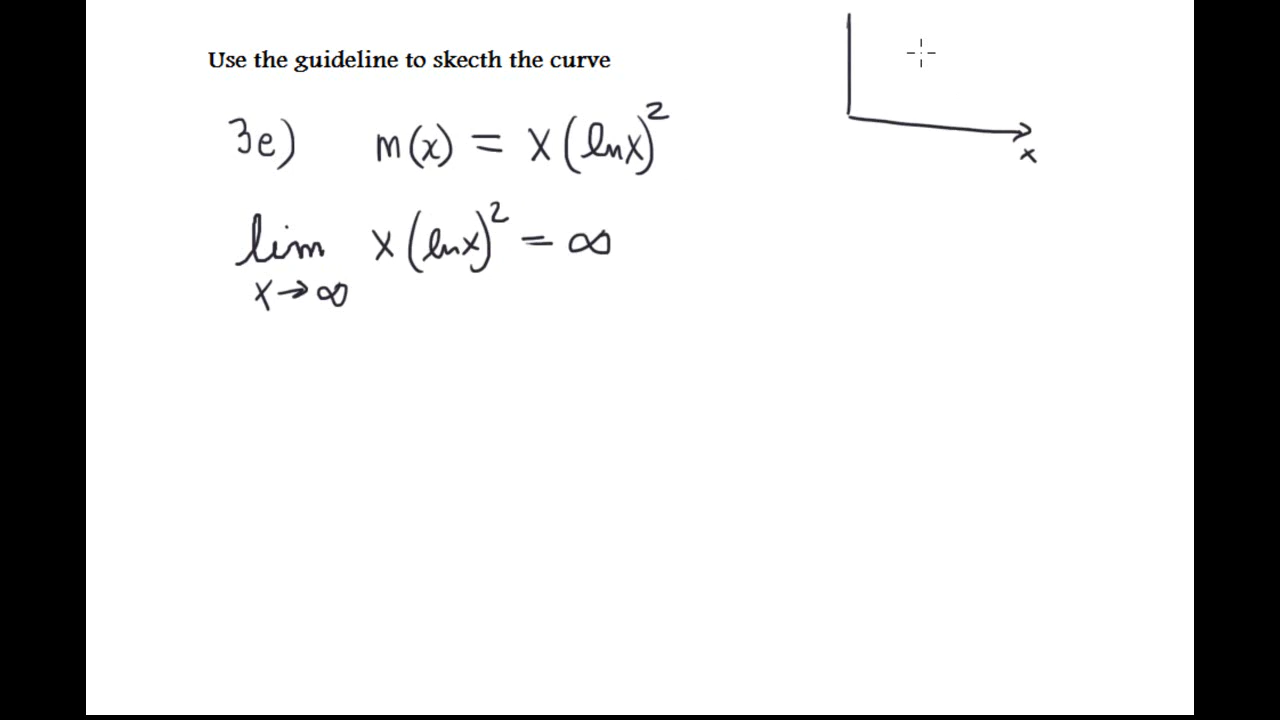 Use the guideline to skecth the curve
3e) m(x) = x(lnx)²
lim x(lnx)² = ∞
x→∞
x